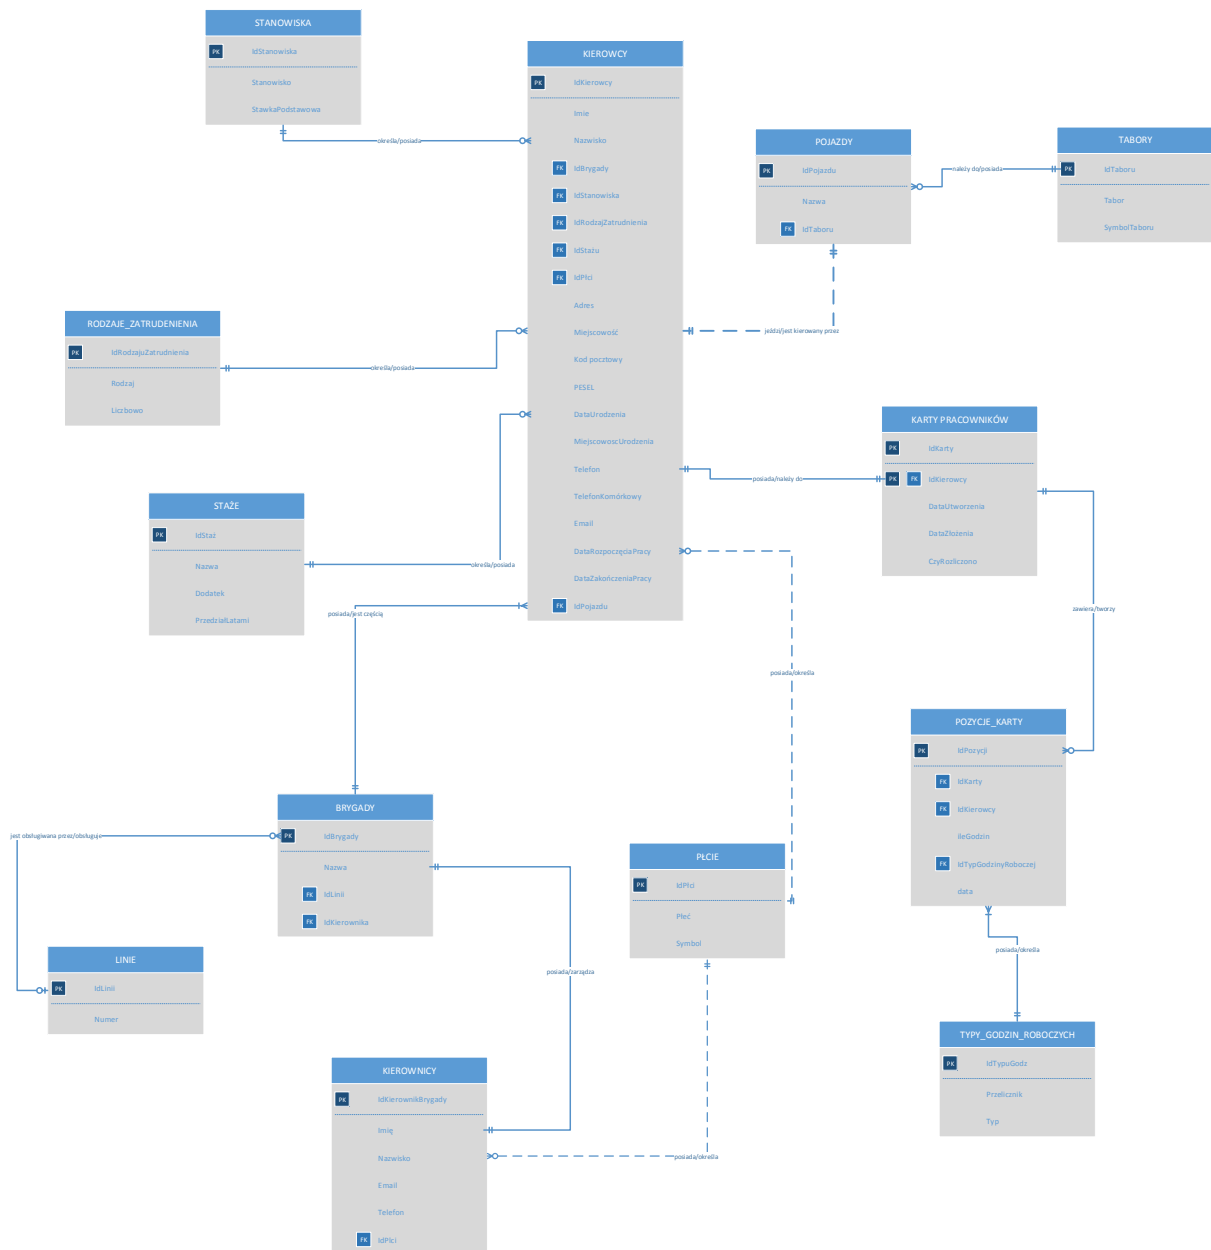 STANOWISKA
PK IdStanowiska
Stanowisko
StawkaPodstawowa
określa/posiada
KIEROWCY
PK IdKierowcy
Imie
Nazwisko
FK IdBrygady
FK IdStanowiska
FK IdRodzajZatrudnienia
FK IdStażu
FK IdPłci
Adres
Miejscowość
Kod pocztowy
PESEL
DataUrodzenia
MiejscowoscUrodzenia
Telefon
TelefonKomórkowy
Email
DataRozpoczęciaPracy
DataZakończeniaPracy
FK IdPojazdu
POJAZDY
PK IdPojazdu
Nazwa
FK IdTaboru
należy do/posiada
TABORY
PK IdTaboru
Tabor
SymbolTaboru
jeździ/jest kierowany przez
RODZAJE_ZATRUDENIENIA
PK IdRodzajuZatrudnienia
Rodzaj
Liczbowo
określa/posiada
KARTY PRACOWNIKÓW
PK IdKarty
PK FK IdKierowcy
DataUtworzenia
DataZłożenia
CzyRozliczono
posiada/należy do
STAŻE
PK IdStaż
Nazwa
Dodatek
PrzedziałLatami
określa/posiada
posiada/jest częścią
zawiera/tworzy
posiada/określa
POZYCJE_KARTY
PK IdPozycji
FK IdKarty
FK IdKierowcy
ileGodzin
FK IdTypGodzinyRoboczej
data
BRYGADY
PK IdBrygady
Nazwa
FK IdLinii
FK IdKierownika
jest obsługiwana przez/obsługuje
PŁCIE
PK IdPłci
Płeć
Symbol
posiada/określa
LINIE
PK IdLinii
Numer
posiada/zarządza
TYPY_GODZIN_ROBOCZYCH
PK IdTypuGodz
Przelicznik
Typ
KIEROWNICY
PK IdKierownikBrygady
Imię
Nazwisko
Email
Telefon
FK IdPłci
posiada/określa